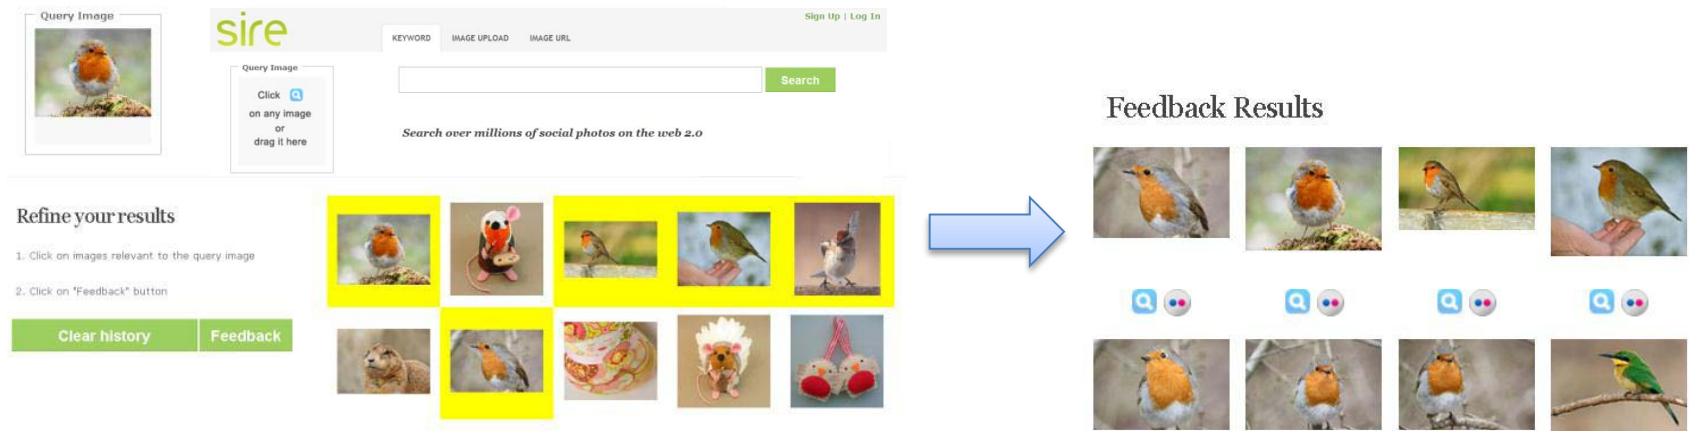 Query Image
sire
Sign Up | Log In
KEYWORD IMAGE UPLOAD IMAGE URL
Query Image
Click
on any image
or
drag it here
Search
Search over millions of social photos on the web 2.0
Refine your results
1. Click on images relevant to the query image
2. Click on "Feedback" button
Clear history Feedback
Feedback Results